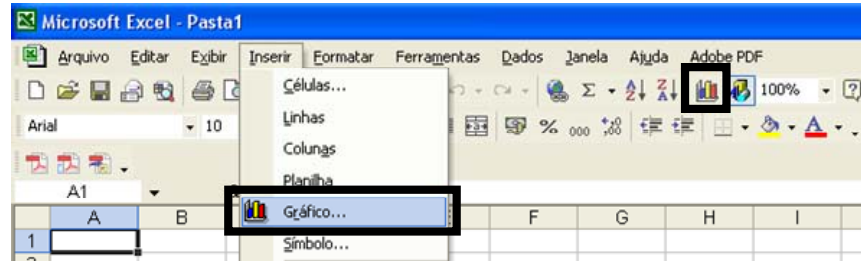 Microsoft Excel - Pasta1
Arquivo Editar Exibir Inserir Formatar Ferramentas Dados Janela Ajuda Adobe PDF
Células...
100%
Arial 10
Linhas
% 000
Colunas
Planilha
A1
Gráfico...
A B F G H I
1
Símbolo...